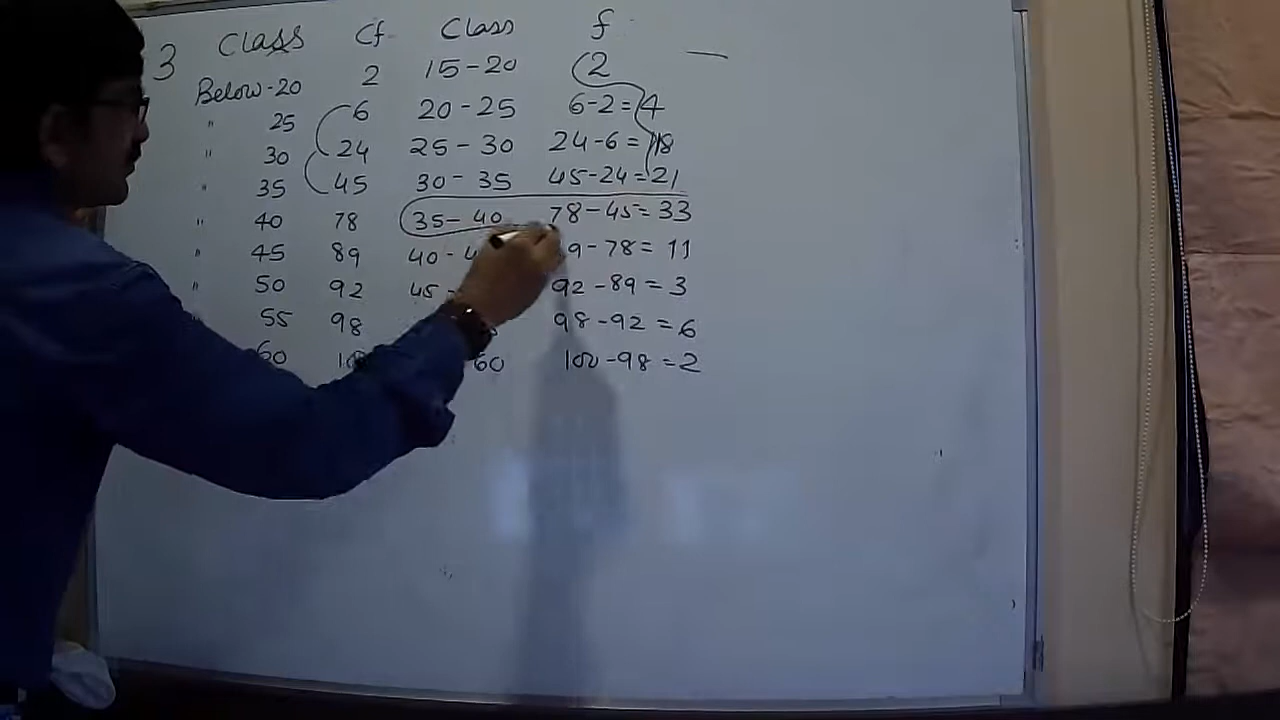 3 Class Cf Class f
Below-20 2 15-20 2
" 25 6 20-25 6-2=4
" 30 24 25-30 24-6=18
" 35 45 30-35 45-24=21
" 40 78 35-40 78-45=33
" 45 89 40- 9-78=11
" 50 92 45- 92-89=3
55 98 98-92=6
60 60 100-98=2